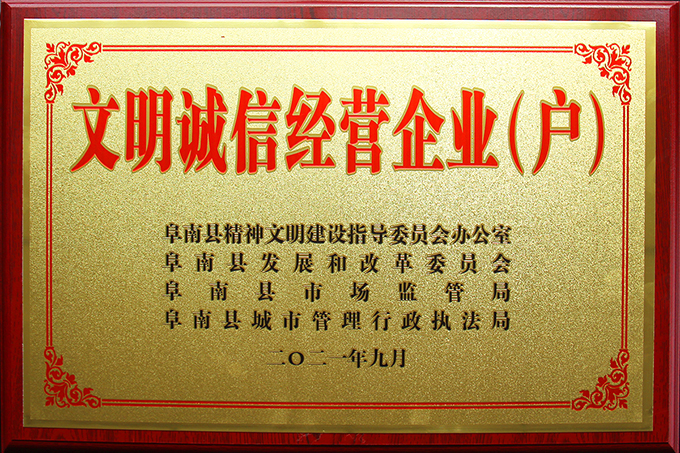 文明诚信经营企业(户)
阜南县精神文明建设指导委员会办公室
阜南县发展和改革委员会
阜南县市场监管局
阜南县城市管理行政执法局
二〇二一年九月